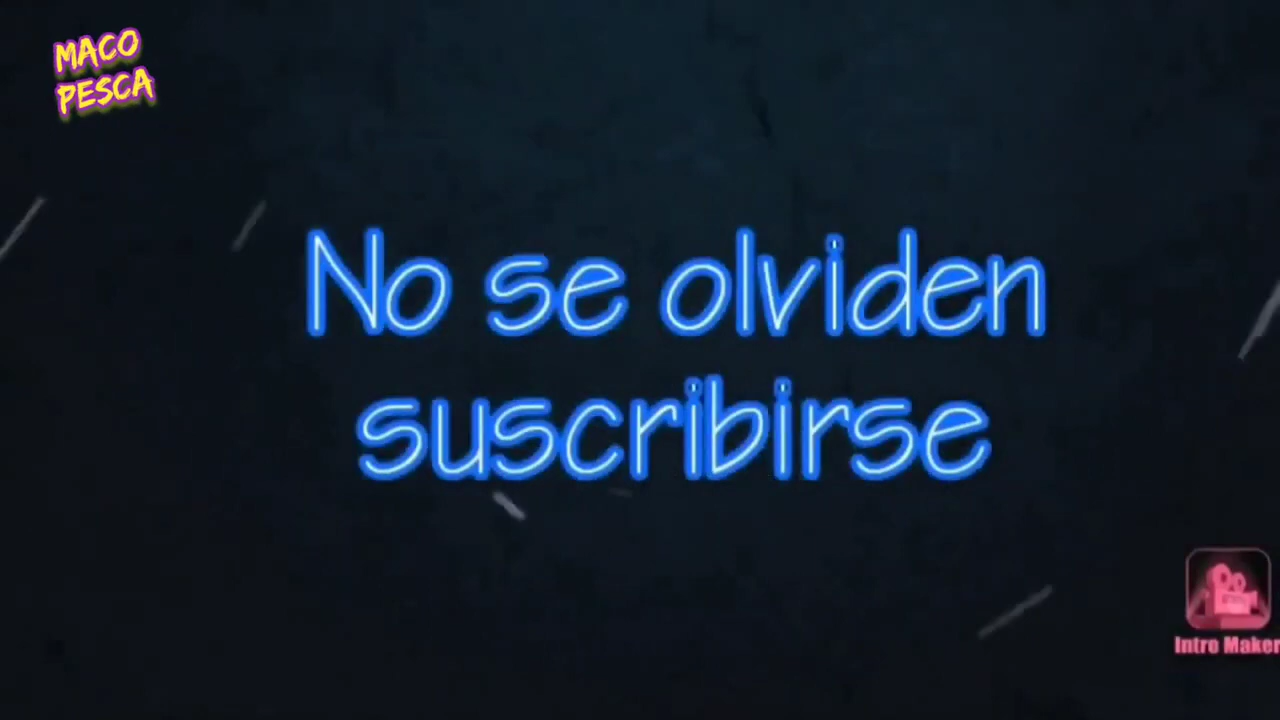 MACO
PESCA
No se olviden
suscribirse
Intro Maker